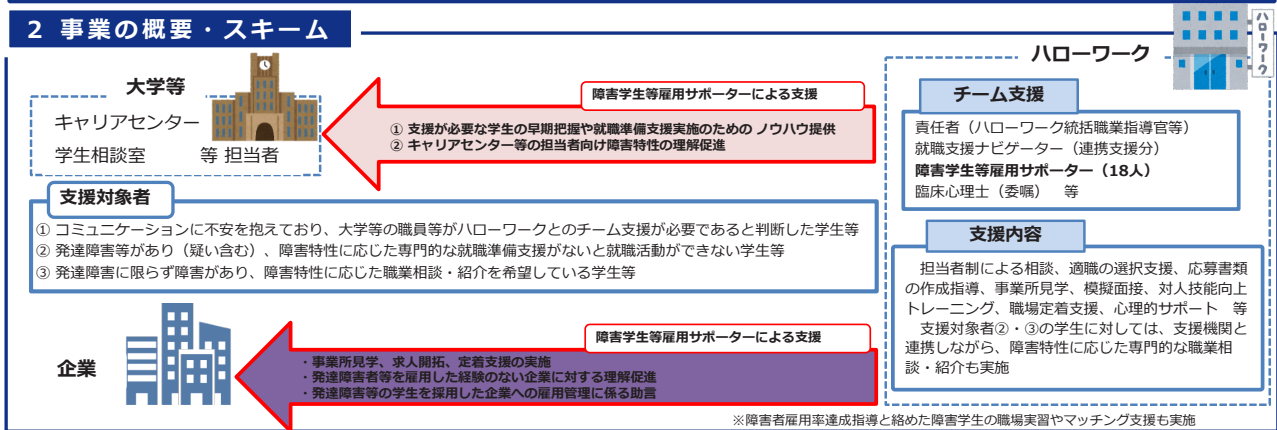 2 事業の概要・スキーム
ハローワーク
ハローワーク
大学等
キャリアセンター
学生相談室　　等 担当者
障害学生等雇用サポーターによる支援
① 支援が必要な学生の早期把握や就職準備支援実施のための ノウハウ提供
② キャリアセンター等の担当者向け障害特性の理解促進
チーム支援
責任者（ハローワーク統括職業指導官等）
就職支援ナビゲーター（連携支援分）
障害学生等雇用サポーター（18人）
臨床心理士（委嘱）　等
支援対象者
① コミュニケーションに不安を抱えており、大学等の職員等がハローワークとのチーム支援が必要であると判断した学生等
② 発達障害等があり（疑い含む）、障害特性に応じた専門的な就職準備支援がないと就職活動ができない学生等
③ 発達障害に限らず障害があり、障害特性に応じた職業相談・紹介を希望している学生等
支援内容
担当者制による相談、適職の選択支援、応募書類
の作成指導、事業所見学、模擬面接、対人技能向上
トレーニング、職場定着支援、心理的サポート　等
支援対象者②・③の学生に対しては、支援機関と
連携しながら、障害特性に応じた専門的な職業相
談・紹介も実施
企業
障害学生等雇用サポーターによる支援
・事業所見学、求人開拓、定着支援の実施
・発達障害者等を雇用した経験のない企業に対する理解促進
・発達障害等の学生を採用した企業への雇用管理に係る助言
※障害者雇用率達成指導と絡めた障害学生の職場実習やマッチング支援も実施